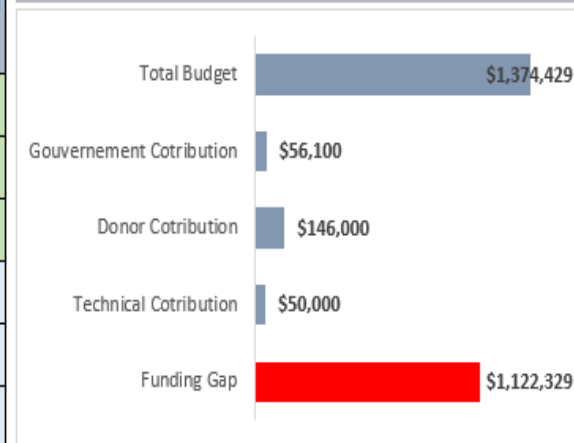 Total Budget $1,374,429
Gouvernement Cotribution $56,100
Donor Cotribution $146,000
Technical Cotribution $50,000
Funding Gap $1,122,329